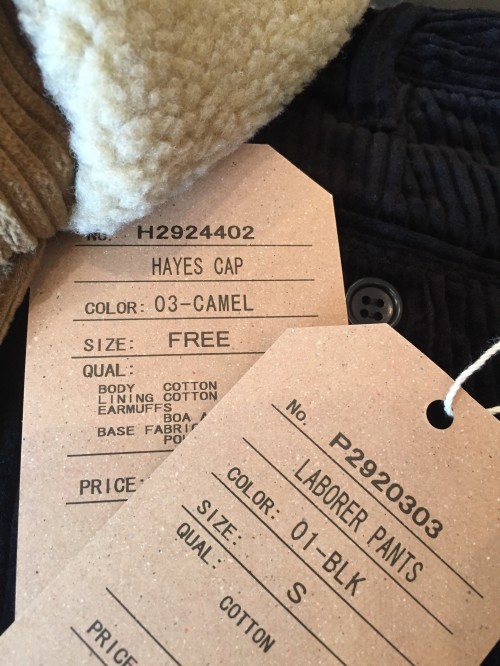 No. H2924402
HAYES CAP
COLOR: 03-CAMEL
SIZE: FREE
QUAL:
BODY COTTON
LINING COTTON
EARMUFFS
BOA
BASE
PRICE:
No. P2920303
LABORER PANTS
COLOR: 01-BLK
SIZE: S
QUAL:
COTTON
PRICE: